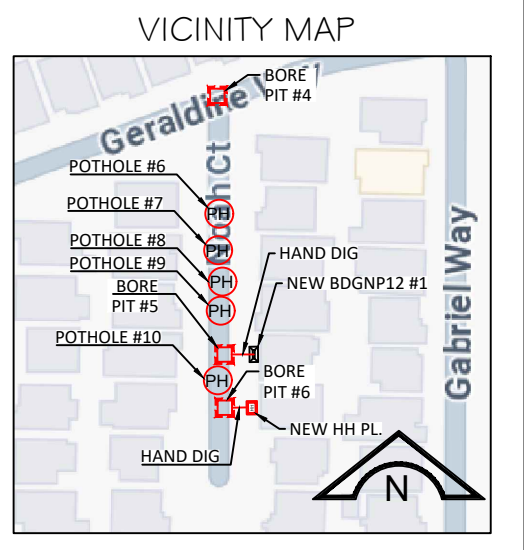 VICINITY MAP
BORE
PIT #4
Geraldine
Ct
POTHOLE #6
PH
POTHOLE #7
PH
POTHOLE #8
PH
POTHOLE #9
PH
HAND DIG
NEW BDGNP12 #1
BORE
PIT #5
POTHOLE #10
PH
BORE
PIT #6
NEW HH PL.
HAND DIG
Gabriel Way
N